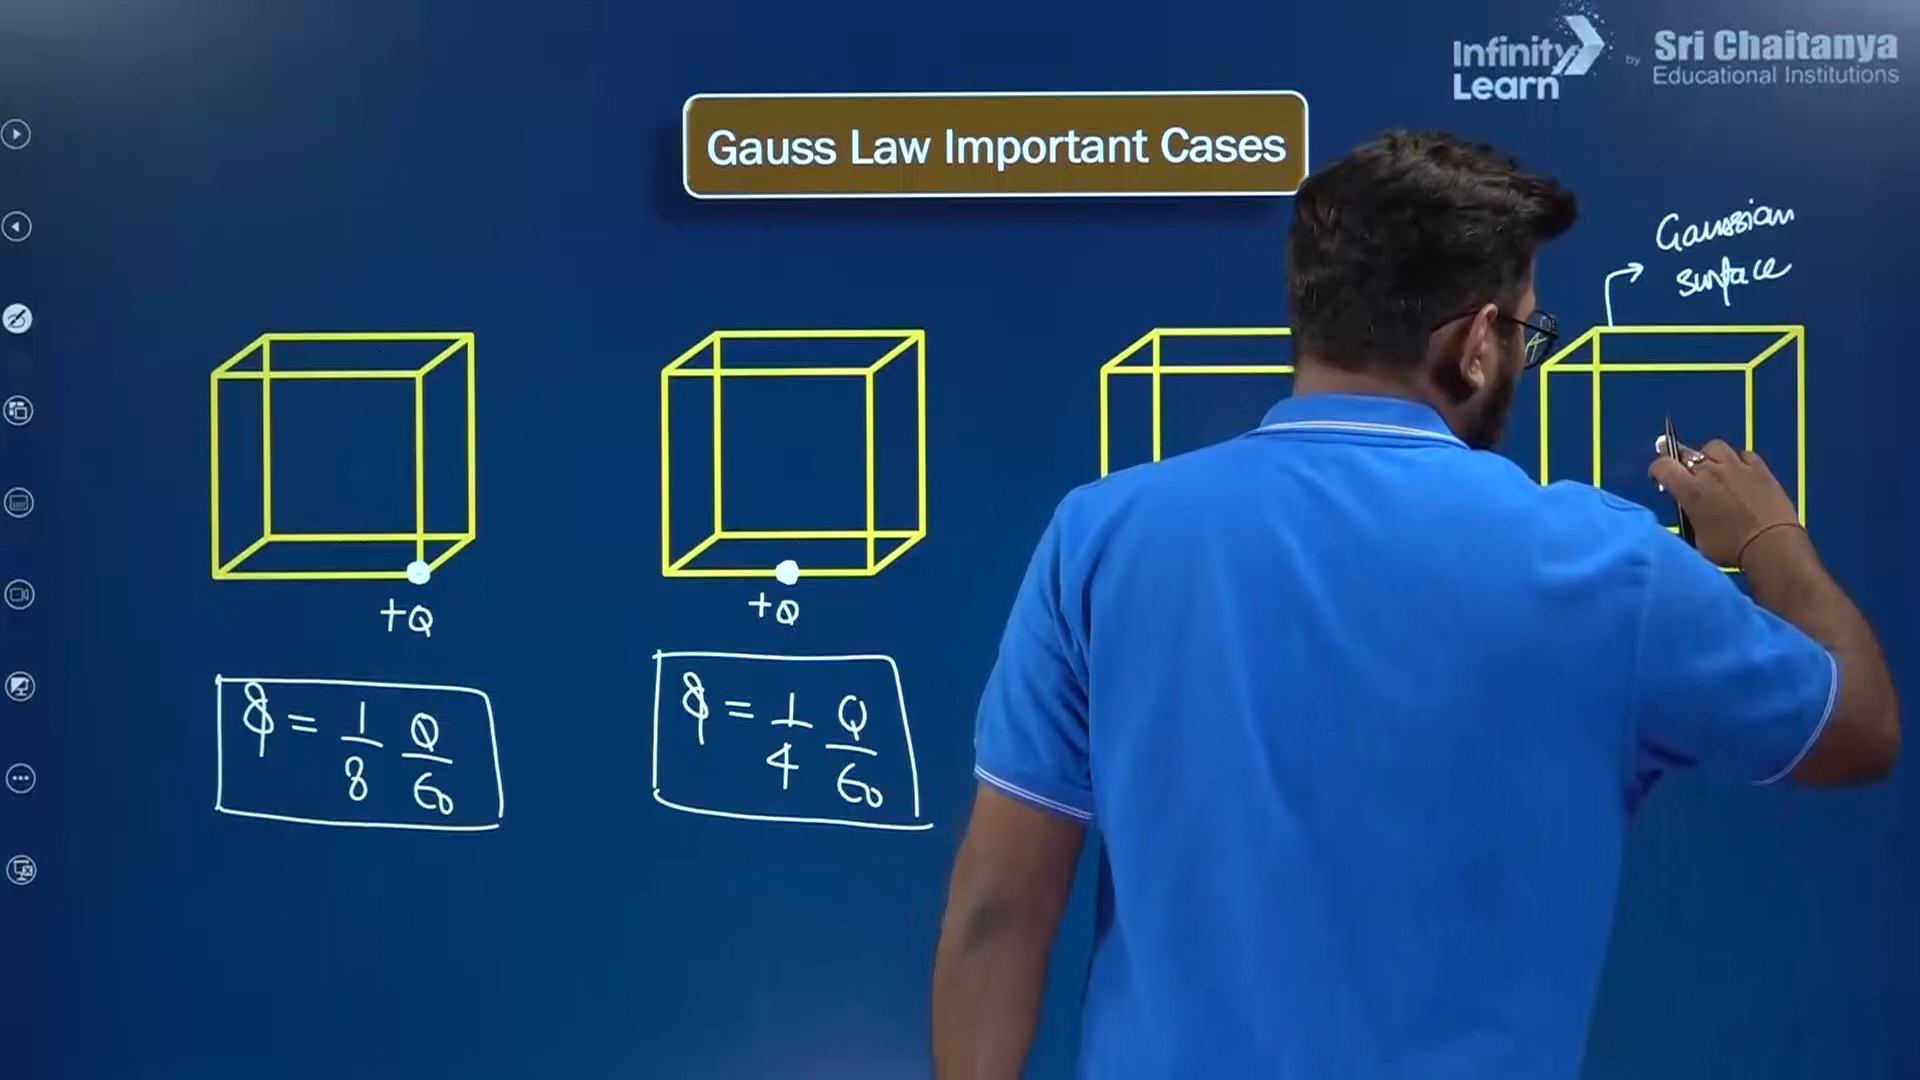 Infinity Learn
by
Sri Chaitanya
Educational Institutions
Gauss Law Important Cases
Gaussian
surface
+Q
+Q
ϕ = 1/8 Q/ϵ₀
ϕ = 1/4 Q/ϵ₀